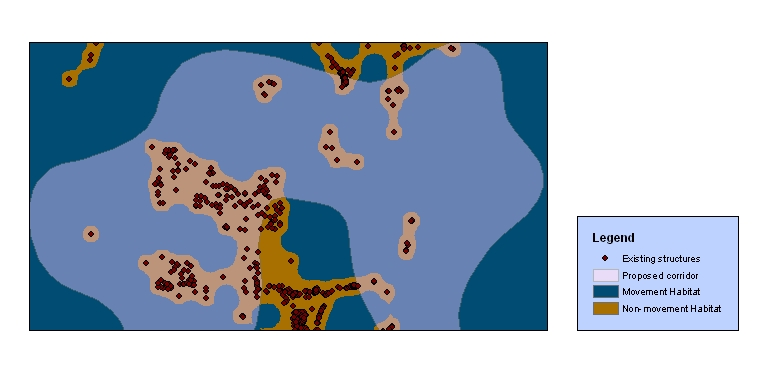 Legend
Existing structures
Proposed corridor
Movement Habitat
Non-movement Habitat